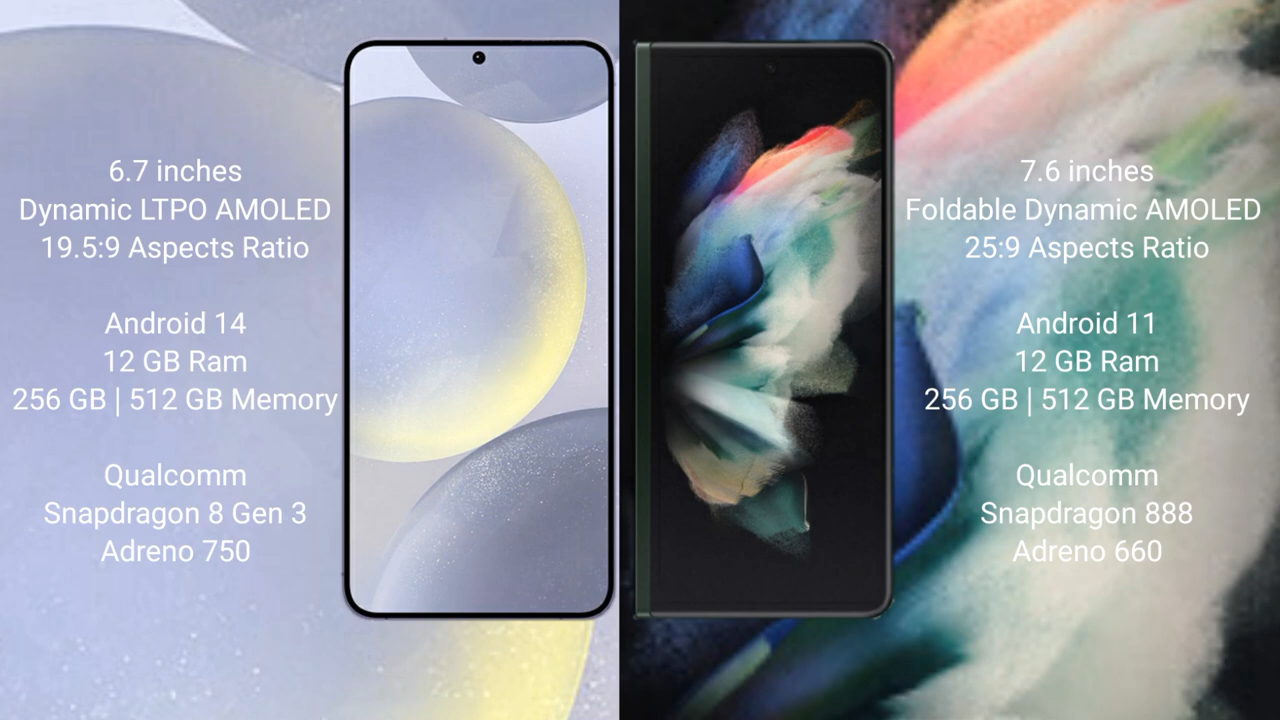 6.7 inches
Dynamic LTPO AMOLED
19.5:9 Aspects Ratio
Android 14
12 GB Ram
256 GB | 512 GB Memory
Qualcomm
Snapdragon 8 Gen 3
Adreno 750
7.6 inches
Foldable Dynamic AMOLED
25:9 Aspects Ratio
Android 11
12 GB Ram
256 GB | 512 GB Memory
Qualcomm
Snapdragon 888
Adreno 660